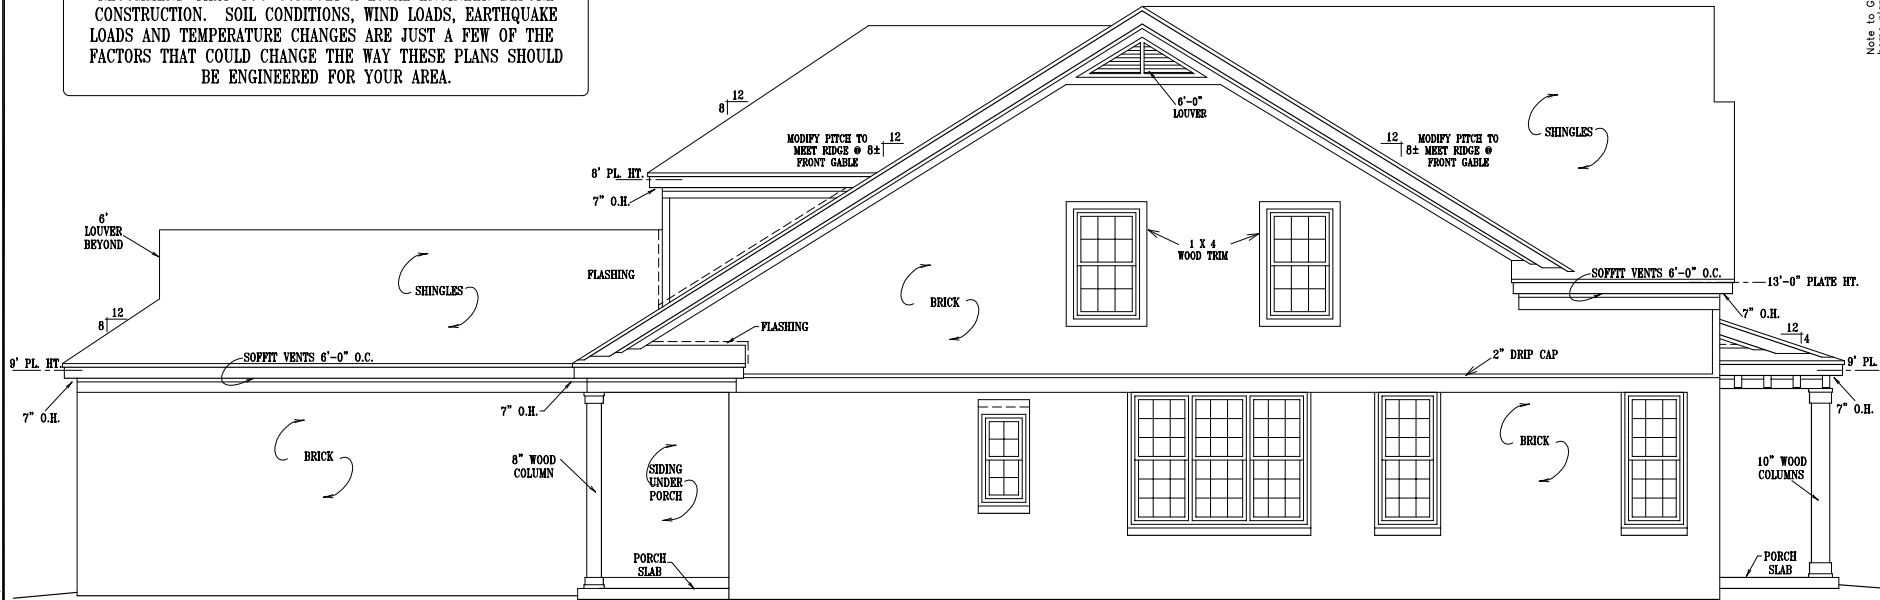 CONSTRUCTION. SOIL CONDITIONS, WIND LOADS, EARTHQUAKE
LOADS AND TEMPERATURE CHANGES ARE JUST A FEW OF THE
FACTORS THAT COULD CHANGE THE WAY THESE PLANS SHOULD
BE ENGINEERED FOR YOUR AREA.
Note to G
12
8
6'-0"
LOUVER
MODIFY PITCH TO
MEET RIDGE @ 8±
FRONT GABLE
12
12
MODIFY PITCH TO
8± MEET RIDGE @
FRONT GABLE
SHINGLES
8' PL. HT.
7" O.H.
6'
LOUVER
BEYOND
FLASHING
SHINGLES
1 X 4
WOOD TRIM
BRICK
SOFFIT VENTS 6'-0" O.C.
13'-0" PLATE HT.
7" O.H.
12
8
FLASHING
12
4
SOFFIT VENTS 6'-0" O.C.
2" DRIP CAP
9' PL. HT.
9' PL.
7" O.H.
7" O.H.
7" O.H.
BRICK
8" WOOD
COLUMN
SIDING
UNDER
PORCH
BRICK
10" WOOD
COLUMNS
PORCH
SLAB
PORCH
SLAB